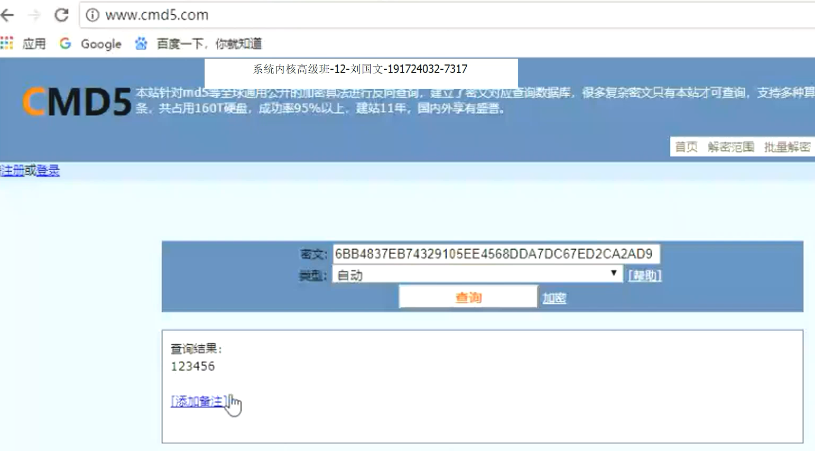 www.cmd5.com
应用 Google 百度一下，你就知道
系统内核高级班-12-刘国文-191724032-7317
CMD5
本站针对md5等全球通用公开的加密算法进行反向查询，建立了密文对应查询数据库，很多复杂密文只有本站才可查询，支持多种算
条，共占用160T硬盘，成功率95%以上，建站11年，国内外享有盛誉。
首页 解密范围 批量解密
注册或登录
密文: 6BB4837EB74329105EE4568DDA7DC67ED2CA2AD9
类型: 自动 [帮助]
查询 加密
查询结果:
123456
[添加备注]